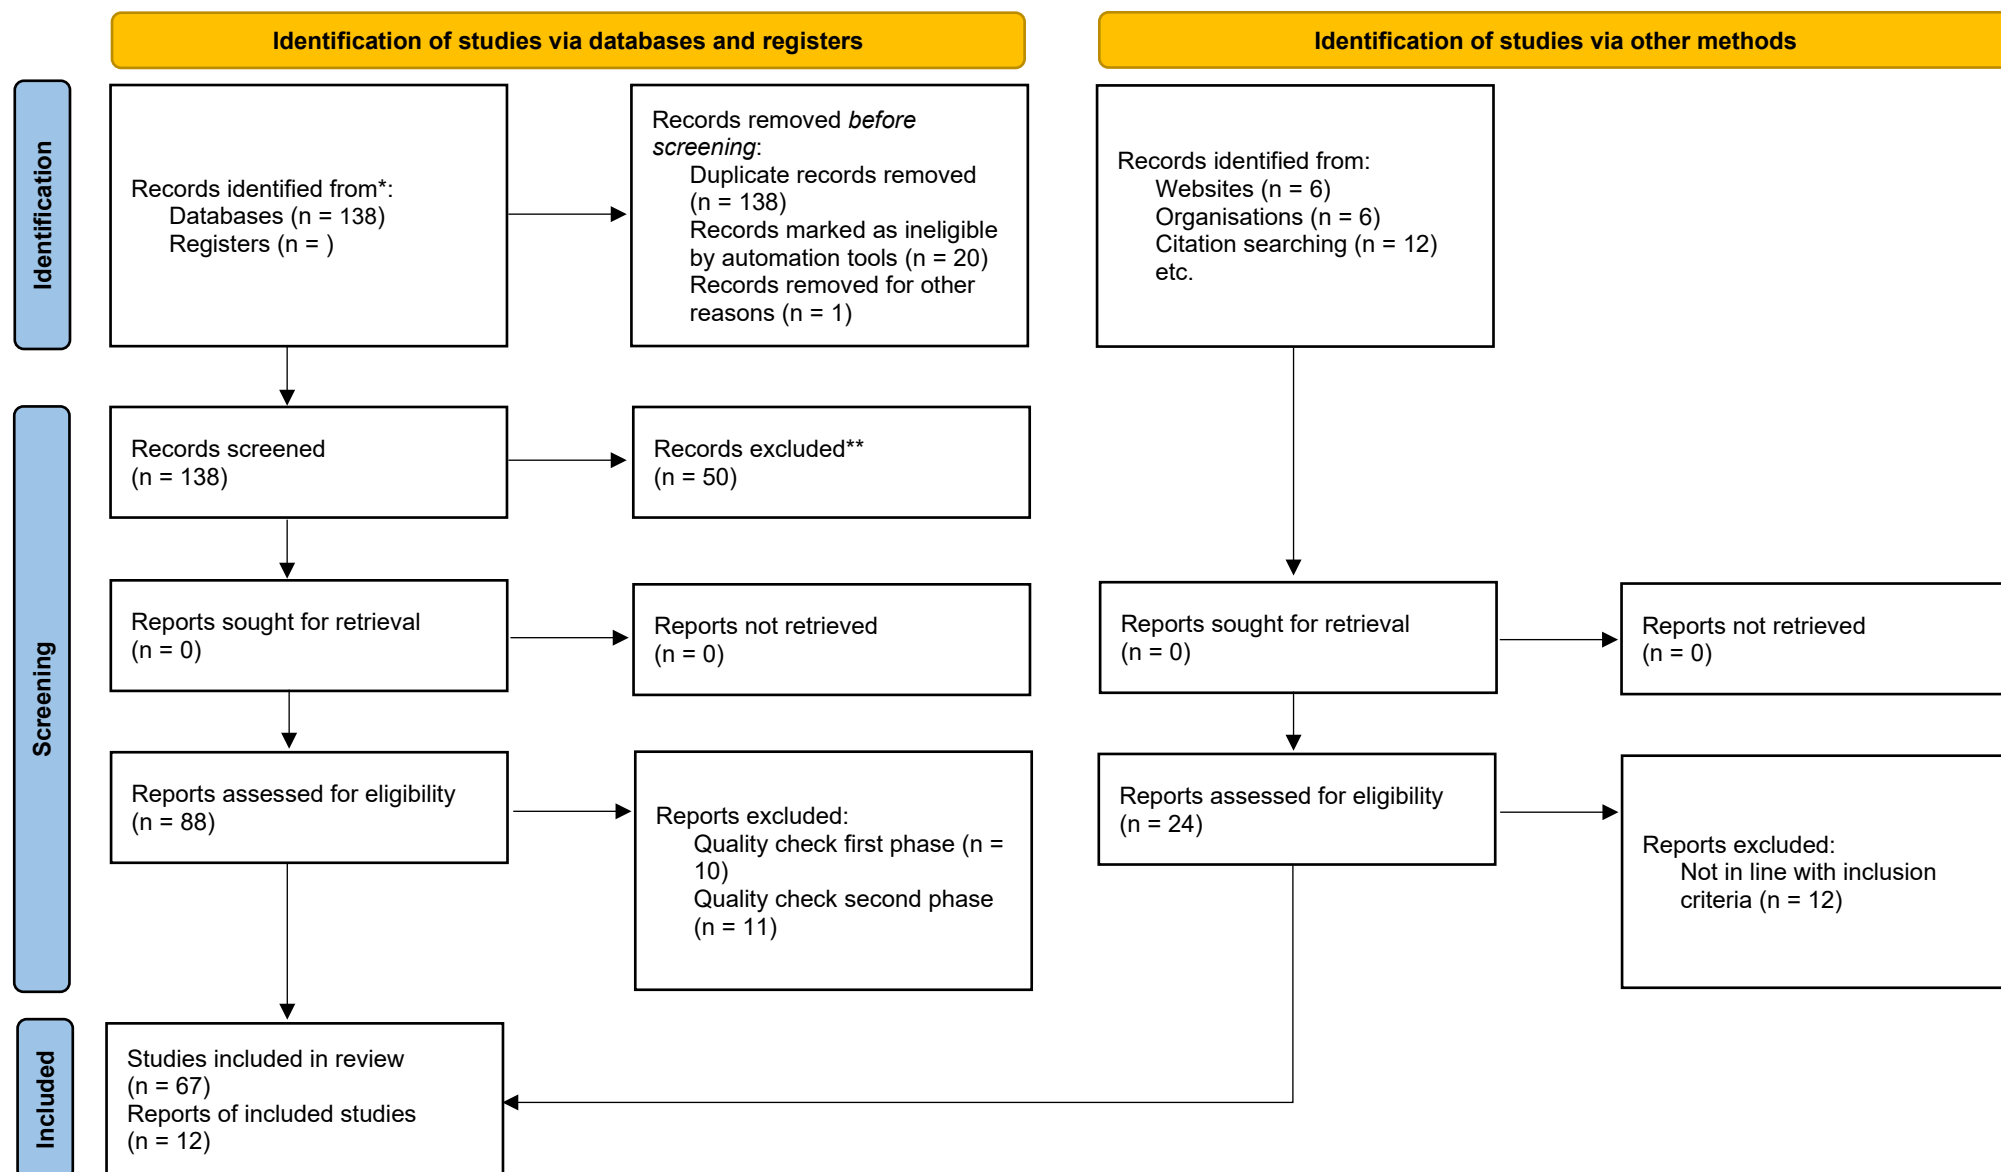 Identification of studies via databases and registers
Identification of studies via other methods
Identification
Records identified from*:
Databases (n = 138)
Registers (n = )
Records removed before
screening:
Duplicate records removed
(n = 138)
Records marked as ineligible
by automation tools (n = 20)
Records removed for other
reasons (n = 1)
Records identified from:
Websites (n = 6)
Organisations (n = 6)
Citation searching (n = 12)
etc.
Screening
Records screened
(n = 138)
Records excluded**
(n = 50)
Reports sought for retrieval
(n = 0)
Reports not retrieved
(n = 0)
Reports sought for retrieval
(n = 0)
Reports not retrieved
(n = 0)
Reports assessed for eligibility
(n = 88)
Reports excluded:
Quality check first phase (n =
10)
Quality check second phase
(n = 11)
Reports assessed for eligibility
(n = 24)
Reports excluded:
Not in line with inclusion
criteria (n = 12)
Included
Studies included in review
(n = 67)
Reports of included studies
(n = 12)